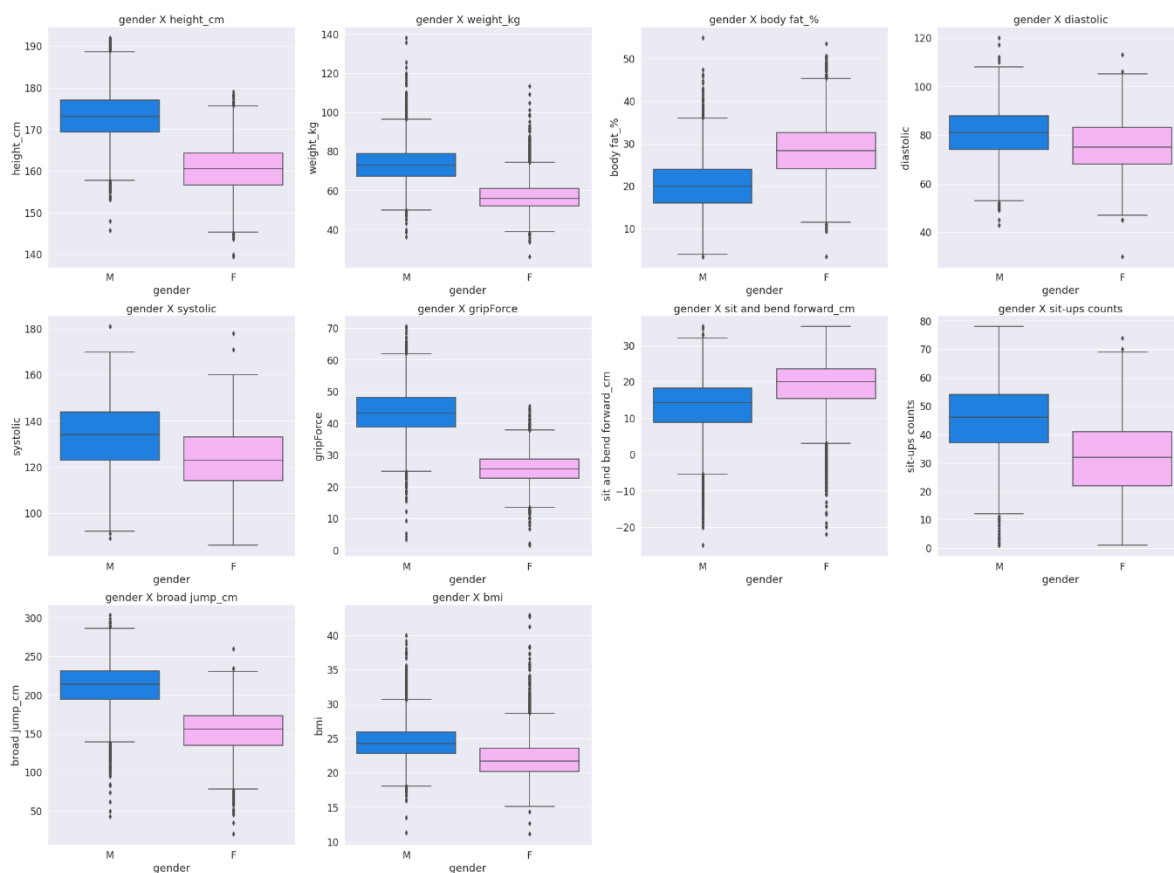 gender X height_cm
height_cm
190
180
170
160
150
140
M
F
gender
gender X weight_kg
weight_kg
140
120
100
80
60
40
M
F
gender
gender X body fat_%
body fat_%
50
40
30
20
10
M
F
gender
gender X diastolic
diastolic
120
100
80
60
40
M
F
gender
gender X systolic
systolic
180
160
140
120
100
M
F
gender
gender X gripForce
gripForce
70
60
50
40
30
20
10
0
M
F
gender
gender X sit and bend forward_cm
sit and bend forward_cm
30
20
10
0
−10
−20
M
F
gender
gender X sit-ups counts
sit-ups counts
80
70
60
50
40
30
20
10
0
M
F
gender
gender X broad jump_cm
broad jump_cm
300
250
200
150
100
50
M
F
gender
gender X bmi
bmi
40
35
30
25
20
15
10
M
F
gender